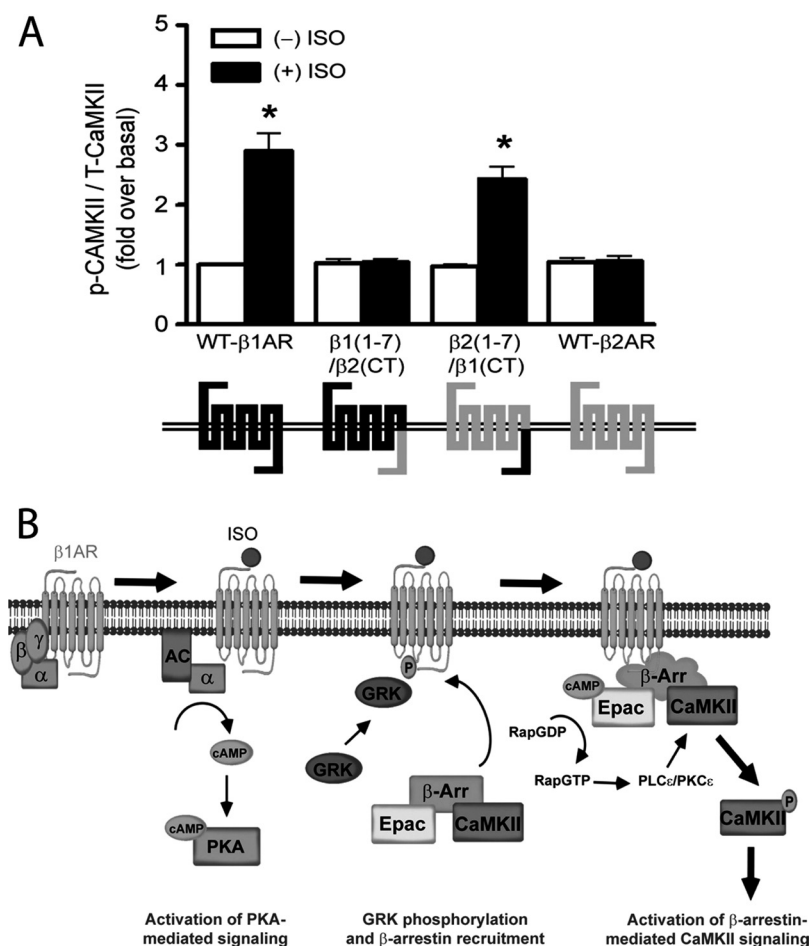 A
5
4
3
2
1
0
p-CAMKII / T-CaMKII
(fold over basal)
(–) ISO
(+) ISO
*
*
WT-β1AR
β1(1-7)
/β2(CT)
β2(1-7)
/β1(CT)
WT-β2AR
B
β1AR
ISO
β
γ
α
AC
α
cAMP
cAMP
PKA
P
GRK
GRK
β-Arr
Epac
CaMKII
β-Arr
cAMP
Epac
CaMKII
RapGDP
RapGTP
PLCε/PKCε
CaMKII
P
Activation of PKA-
mediated signaling
GRK phosphorylation
and β-arrestin recruitment
Activation of β-arrestin-
mediated CaMKII signaling